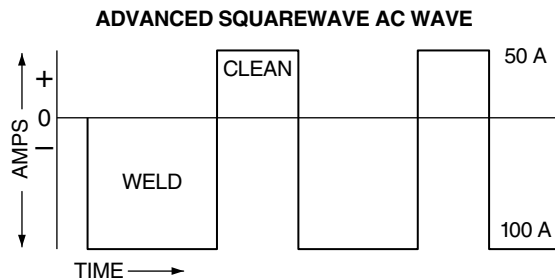 ADVANCED SQUAREWAVE AC WAVE
50 A
CLEAN
+
0
−
AMPS
WELD
100 A
TIME